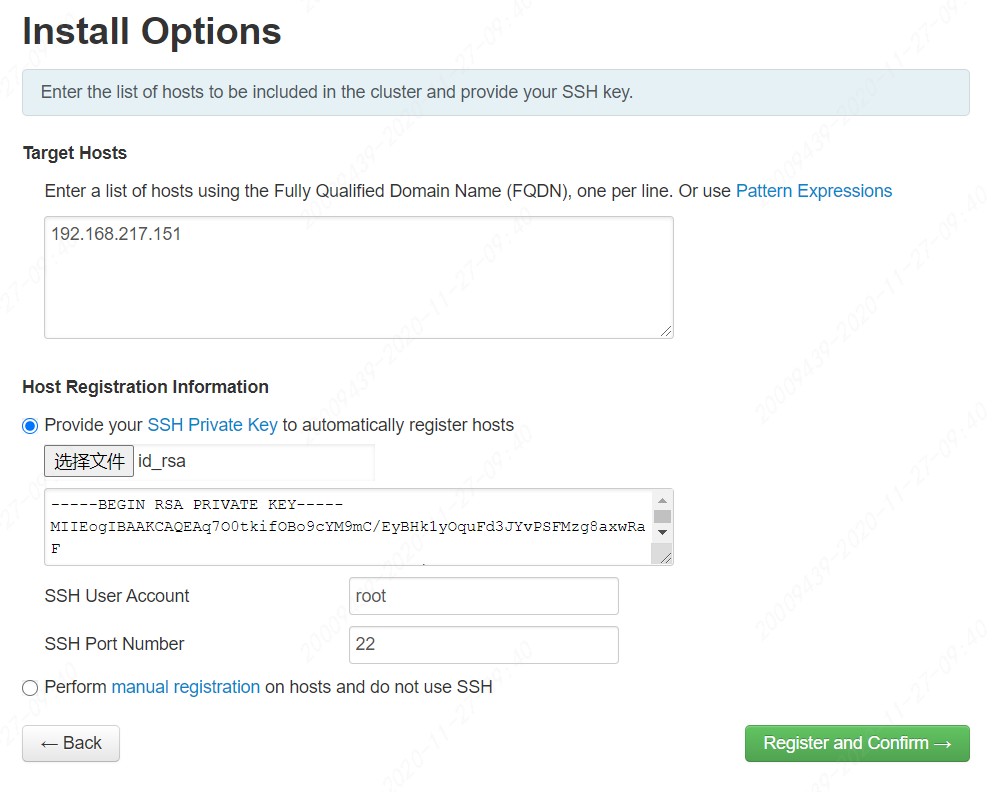 Install Options
Enter the list of hosts to be included in the cluster and provide your SSH key.
Target Hosts
Enter a list of hosts using the Fully Qualified Domain Name (FQDN), one per line. Or use Pattern Expressions
192.168.217.151
Host Registration Information
Provide your SSH Private Key to automatically register hosts
选择文件 id_rsa
-----BEGIN RSA PRIVATE KEY-----
MIIEogIBAAKCAQEAq7O0tkifOBo9cYM9mC/EyBHk1yOquFd3JYvPSFMzg8axwRa
F
SSH User Account root
SSH Port Number 22
Perform manual registration on hosts and do not use SSH
← Back
Register and Confirm →